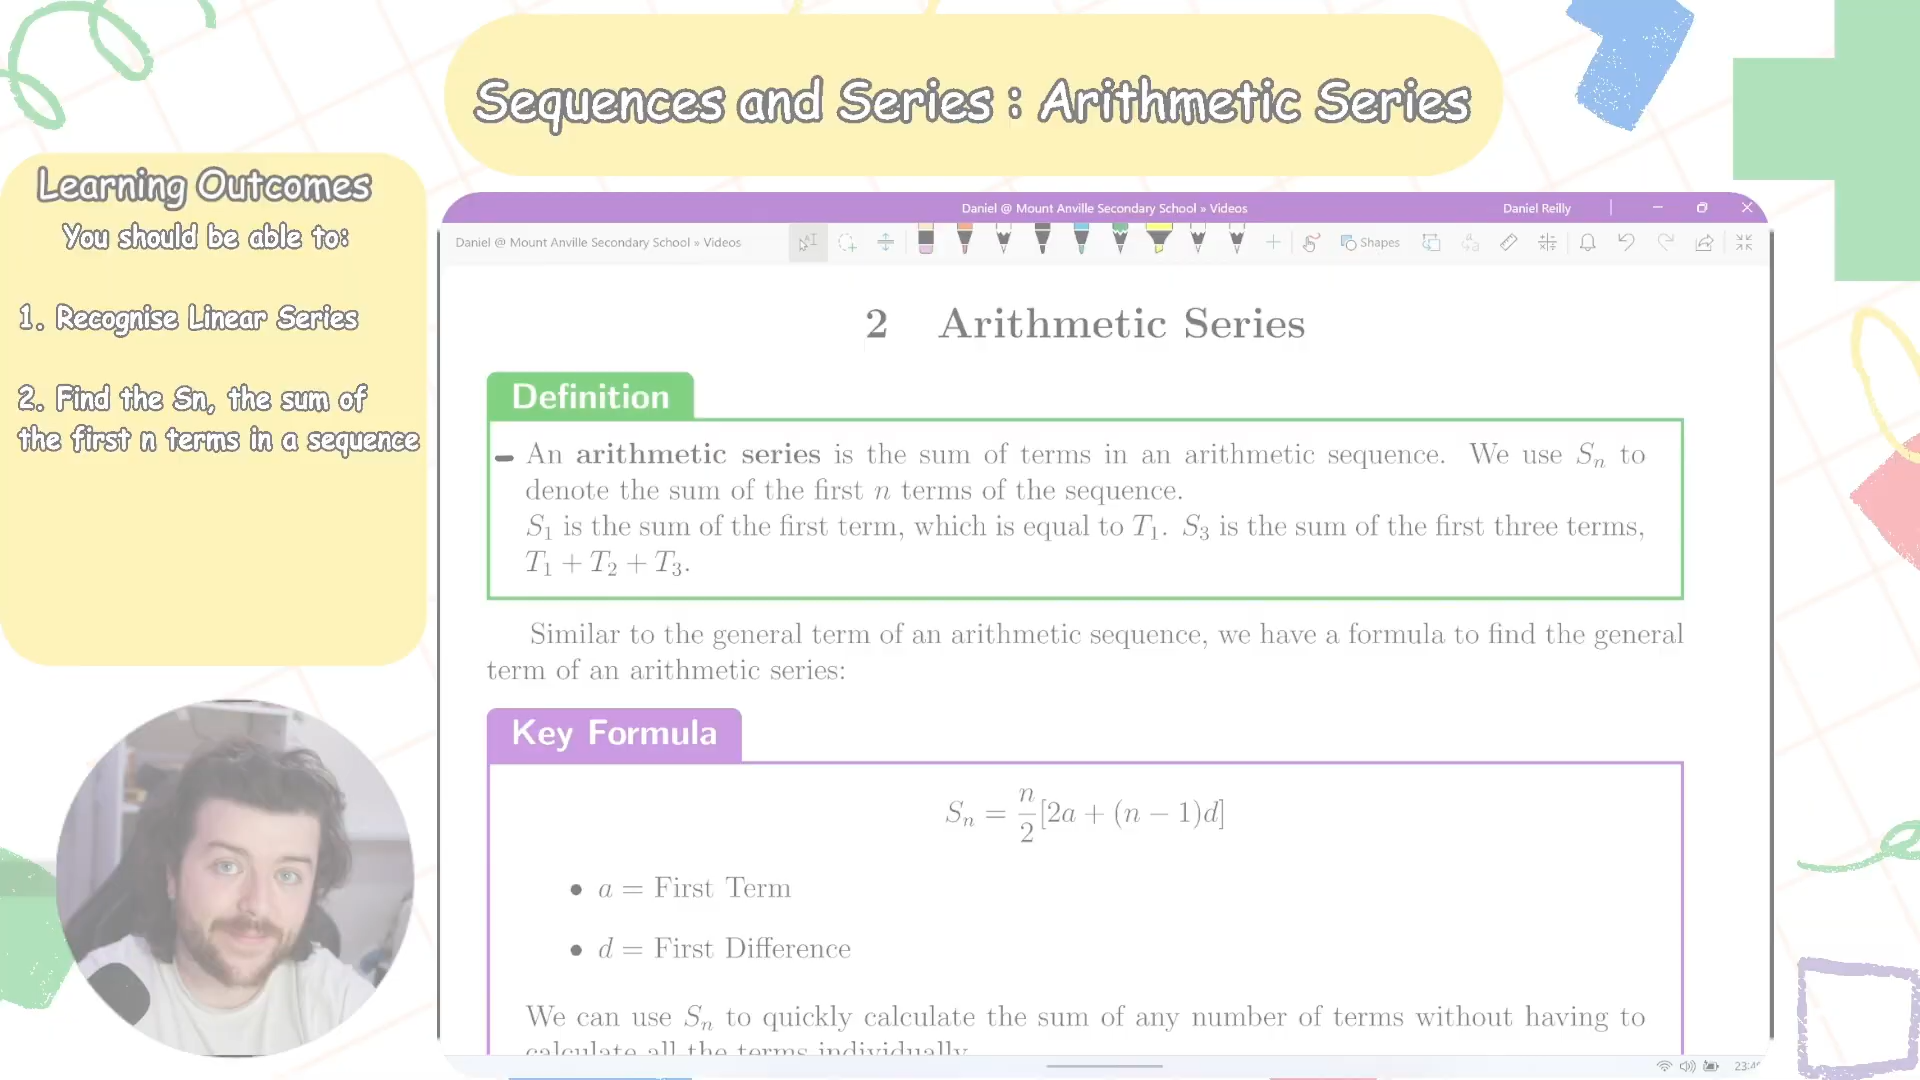 Sequences and Series : Arithmetic Series
Learning Outcomes
You should be able to:
1. Recognise Linear Series
2. Find the Sn, the sum of
the first n terms in a sequence
Daniel @ Mount Anville Secondary School » Videos
Daniel Reilly
Daniel @ Mount Anville Secondary School » Videos
Shapes
2 Arithmetic Series
Definition
An arithmetic series is the sum of terms in an arithmetic sequence. We use Sₙ to
denote the sum of the first n terms of the sequence.
S₁ is the sum of the first term, which is equal to T₁. S₃ is the sum of the first three terms,
T₁ + T₂ + T₃.
Similar to the general term of an arithmetic sequence, we have a formula to find the general
term of an arithmetic series:
Key Formula
Sₙ = n/2[2a + (n − 1)d]
• a = First Term
• d = First Difference
We can use Sₙ to quickly calculate the sum of any number of terms without having to
calculate all the terms individually